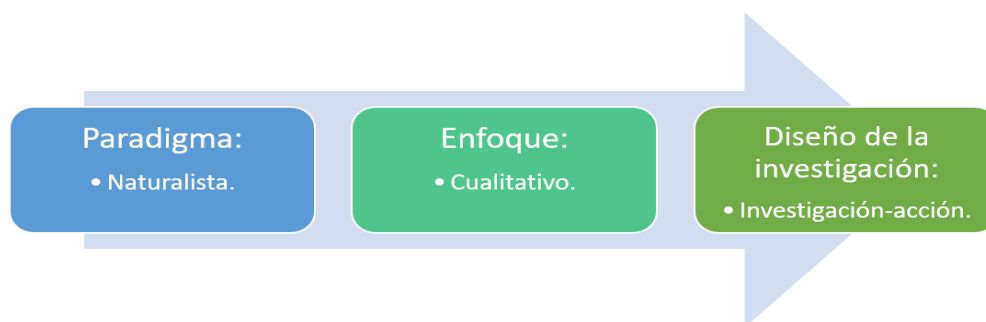 Paradigma:
• Naturalista.
Enfoque:
• Cualitativo.
Diseño de la
investigación:
• Investigación-acción.